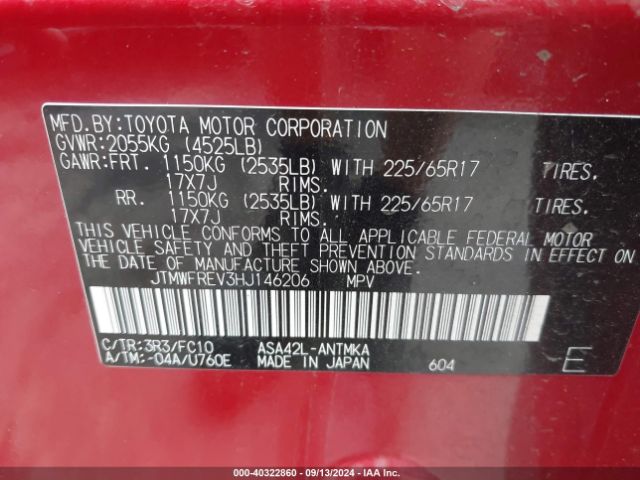 MFD.BY:TOYOTA MOTOR CORPORATION
GVWR:2055KG (4525LB)
GAWR:FRT. 1150KG (2535LB) WITH 225/65R17 TIRES.
17X7J RIMS.
RR. 1150KG (2535LB) WITH 225/65R17 TIRES.
17X7J RIMS.
THIS VEHICLE CONFORMS TO ALL APPLICABLE FEDERAL MOTOR
VEHICLE SAFETY AND THEFT PREVENTION STANDARDS IN EFFECT ON
THE DATE OF MANUFACTURE SHOWN ABOVE.
JTMWFREV3HJ146206 MPV
C/TR:3R3/FC10 ASA42L-ANTMKA
A/TM:-04A/U760E MADE IN JAPAN 604 E
000-40322860 - 09/13/2024 - IAAI.COM